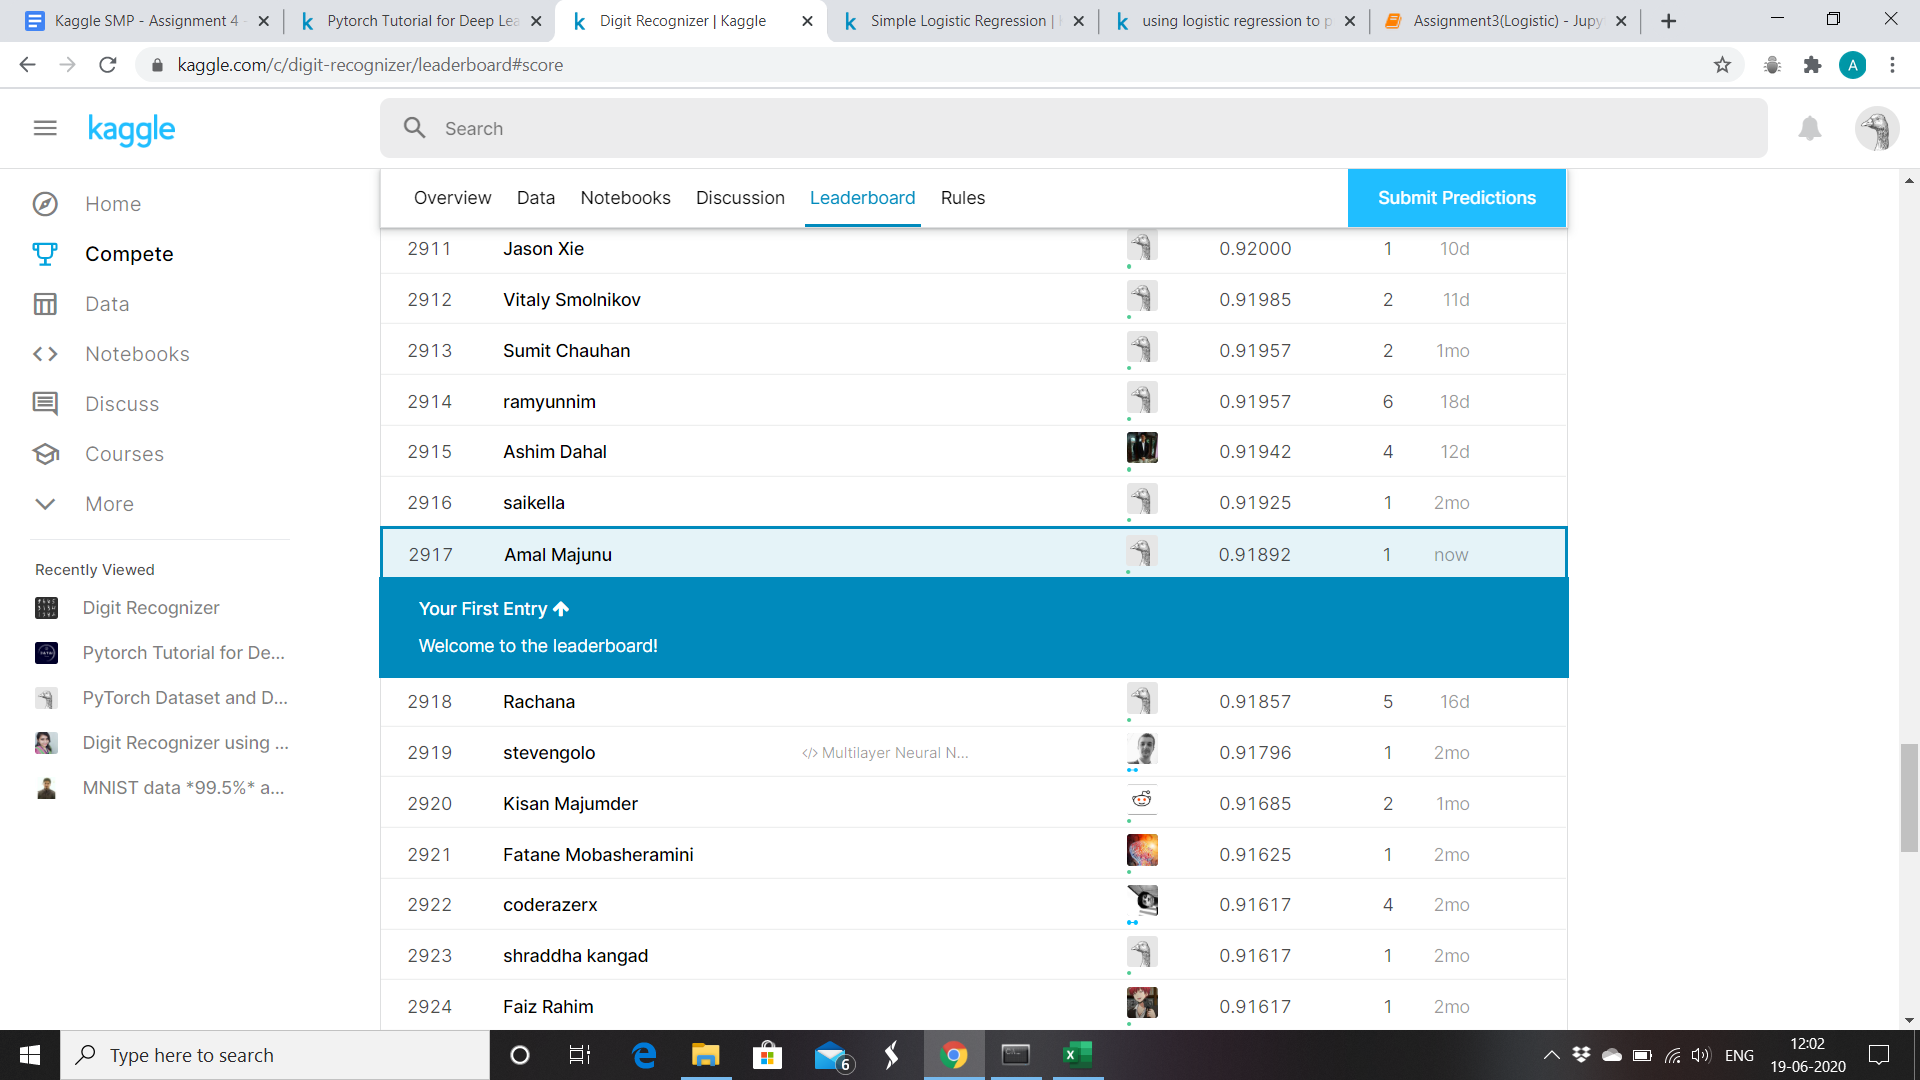 Kaggle SMP - Assignment 4 -
Pytorch Tutorial for Deep Lea
Digit Recognizer | Kaggle
Simple Logistic Regression |
using logistic regression to p
Assignment3(Logistic) - Jupy
kaggle.com/c/digit-recognizer/leaderboard#score
A
kaggle
Search
Home
Compete
Data
Notebooks
Discuss
Courses
More
Recently Viewed
Digit Recognizer
Pytorch Tutorial for De...
PyTorch Dataset and D...
Digit Recognizer using ...
MNIST data *99.5%* a...
Overview Data Notebooks Discussion Leaderboard Rules Submit Predictions
2911 Jason Xie 0.92000 1 10d
2912 Vitaly Smolnikov 0.91985 2 11d
2913 Sumit Chauhan 0.91957 2 1mo
2914 ramyunnim 0.91957 6 18d
2915 Ashim Dahal 0.91942 4 12d
2916 saikella 0.91925 1 2mo
2917 Amal Majunu 0.91892 1 now
Your First Entry
Welcome to the leaderboard!
2918 Rachana 0.91857 5 16d
2919 stevengolo </> Multilayer Neural N... 0.91796 1 2mo
2920 Kisan Majumder 0.91685 2 1mo
2921 Fatane Mobasheramini 0.91625 1 2mo
2922 coderazerx 0.91617 4 2mo
2923 shraddha kangad 0.91617 1 2mo
2924 Faiz Rahim 0.91617 1 2mo
Type here to search
6
ENG
12:02
19-06-2020